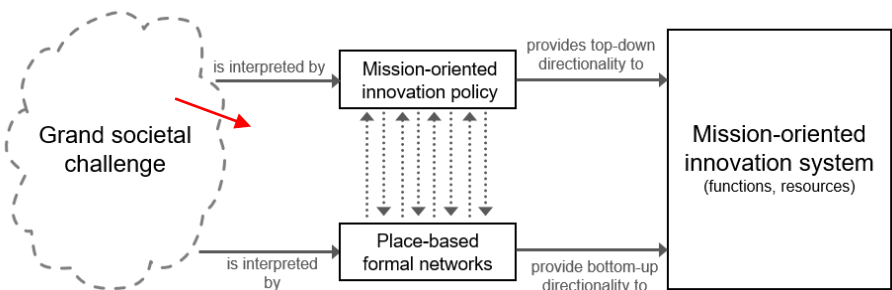 Grand societal
challenge
is interpreted by
Mission-oriented
innovation policy
provides top-down
directionality to
Mission-oriented
innovation system
(functions, resources)
is interpreted
by
Place-based
formal networks
provide bottom-up
directionality to